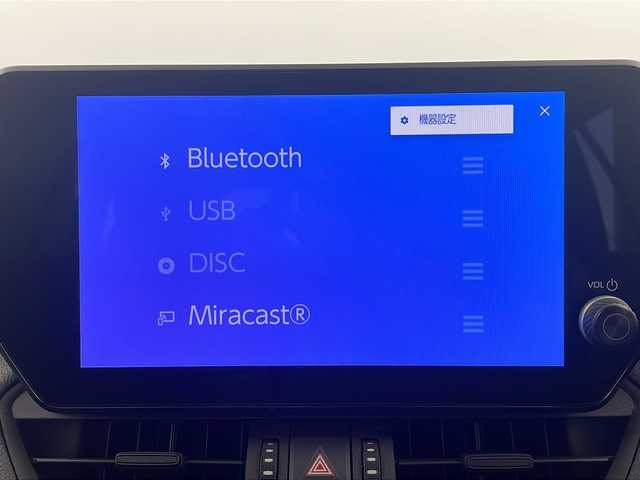 機器設定
Bluetooth
USB
DISC
Miracast®
VOL